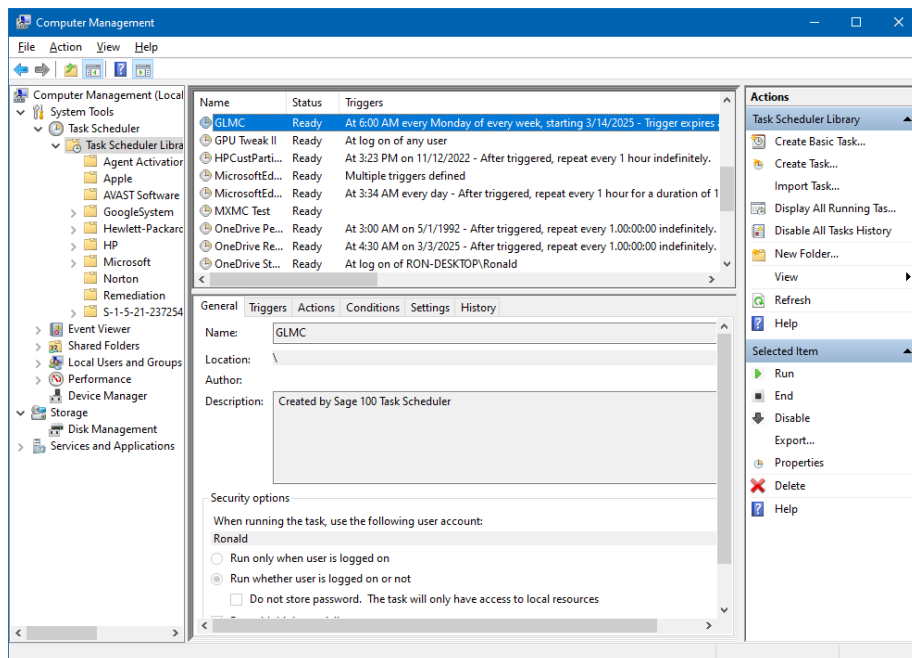 Computer Management
File Action View Help
Computer Management (Local
System Tools
Task Scheduler
Task Scheduler Libra
Agent Activation
Apple
AVAST Software
GoogleSystem
Hewlett-Packard
HP
Microsoft
Norton
Remediation
S-1-5-21-237254
Event Viewer
Shared Folders
Local Users and Groups
Performance
Device Manager
Storage
Disk Management
Services and Applications
Name Status Triggers
GLMC Ready At 6:00 AM every Monday of every week, starting 3/14/2025 - Trigger expires
GPU Tweak II Ready At log on of any user
HPCustParti... Ready At 3:23 PM on 11/12/2022 - After triggered, repeat every 1 hour indefinitely.
MicrosoftEd... Ready Multiple triggers defined
MicrosoftEd... Ready At 3:34 AM every day - After triggered, repeat every 1 hour for a duration of 1
MXMC Test Ready
OneDrive Pe... Ready At 3:00 AM on 5/1/1992 - After triggered, repeat every 1.00:00:00 indefinitely.
OneDrive Re... Ready At 4:30 AM on 3/3/2025 - After triggered, repeat every 1.00:00:00 indefinitely.
OneDrive St... Ready At log on of RON-DESKTOP\Ronald
General Triggers Actions Conditions Settings History
Name: GLMC
Location: \
Author:
Description: Created by Sage 100 Task Scheduler
Security options
When running the task, use the following user account:
Ronald
Run only when user is logged on
Run whether user is logged on or not
Do not store password. The task will only have access to local resources
Actions
Task Scheduler Library
Create Basic Task...
Create Task...
Import Task...
Display All Running Tas...
Disable All Tasks History
New Folder...
View
Refresh
Help
Selected Item
Run
End
Disable
Export...
Properties
Delete
Help